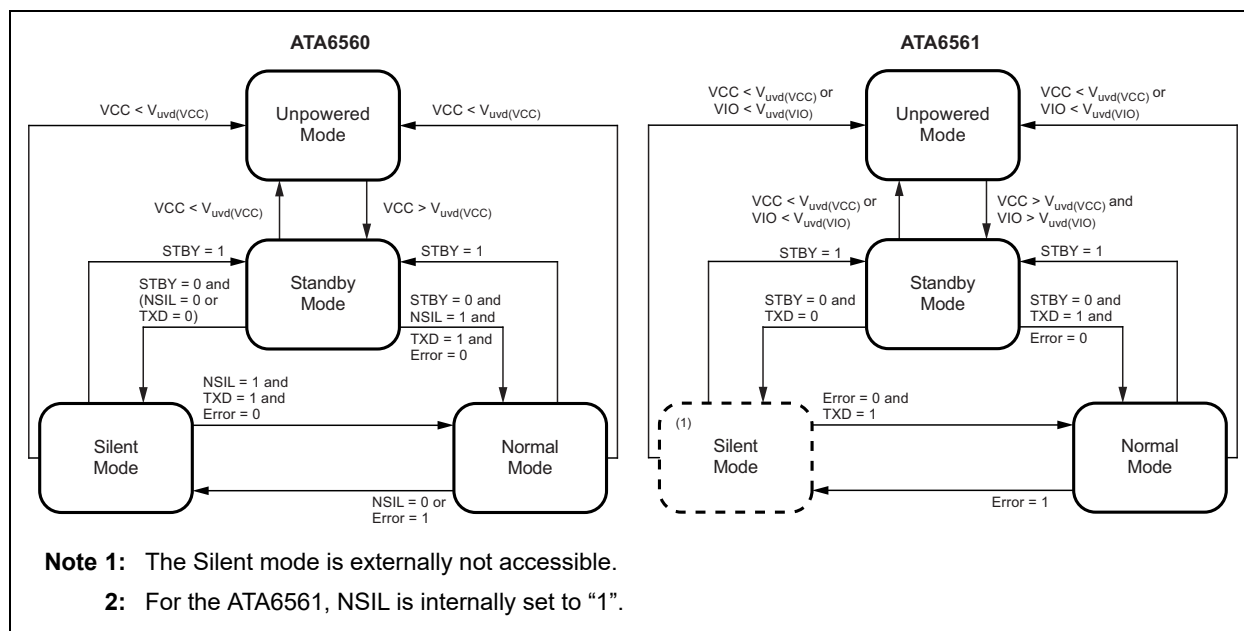 ATA6560
VCC < Vuvd(VCC)
Unpowered
Mode
VCC < Vuvd(VCC)
VCC < Vuvd(VCC)
VCC > Vuvd(VCC)
STBY = 1
Standby
Mode
STBY = 1
STBY = 0 and
(NSIL = 0 or
TXD = 0)
STBY = 0 and
NSIL = 1 and
TXD = 1 and
Error = 0
NSIL = 1 and
TXD = 1 and
Error = 0
Silent
Mode
Normal
Mode
NSIL = 0 or
Error = 1
ATA6561
VCC < Vuvd(VCC) or
VIO < Vuvd(VIO)
Unpowered
Mode
VCC < Vuvd(VCC) or
VIO < Vuvd(VIO)
VCC < Vuvd(VCC) or
VIO < Vuvd(VIO)
VCC > Vuvd(VCC) and
VIO > Vuvd(VIO)
STBY = 1
Standby
Mode
STBY = 1
STBY = 0 and
TXD = 0
STBY = 0 and
TXD = 1 and
Error = 0
Error = 0 and
TXD = 1
(1)
Silent
Mode
Normal
Mode
Error = 1
Note 1: The Silent mode is externally not accessible.
2: For the ATA6561, NSIL is internally set to “1”.